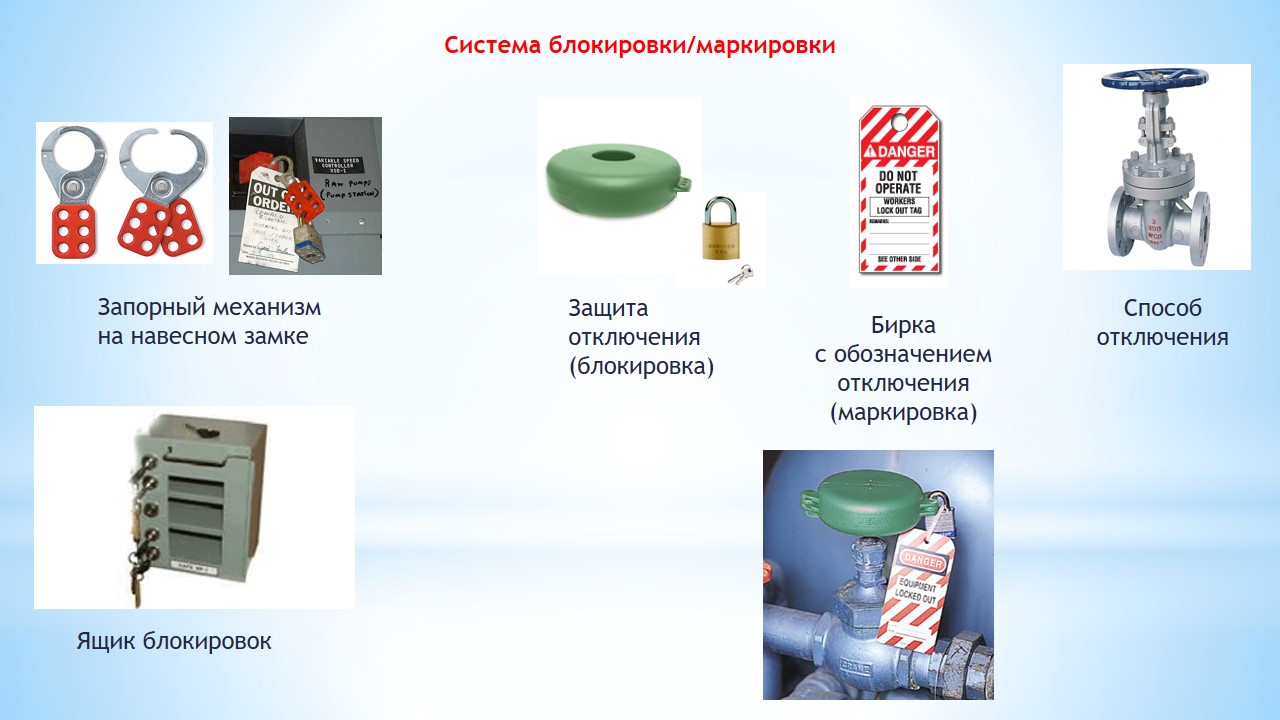 Система блокировки/маркировки
OUT OF
ORDER
VARIABLE SPEED
CONTROLLER
VSD-1
RAW PUMPS
(PUMP STATION)
Запорный механизм
на навесном замке
Защита
отключения
(блокировка)
DANGER
DO NOT
OPERATE
WORKERS
LOCK OUT TAG
REMARKS:
SEE OTHER SIDE
Бирка
с обозначением
отключения
(маркировка)
300
WCB
Способ
отключения
Ящик блокировок
DANGER
EQUIPMENT
LOCKED OUT
CRANE